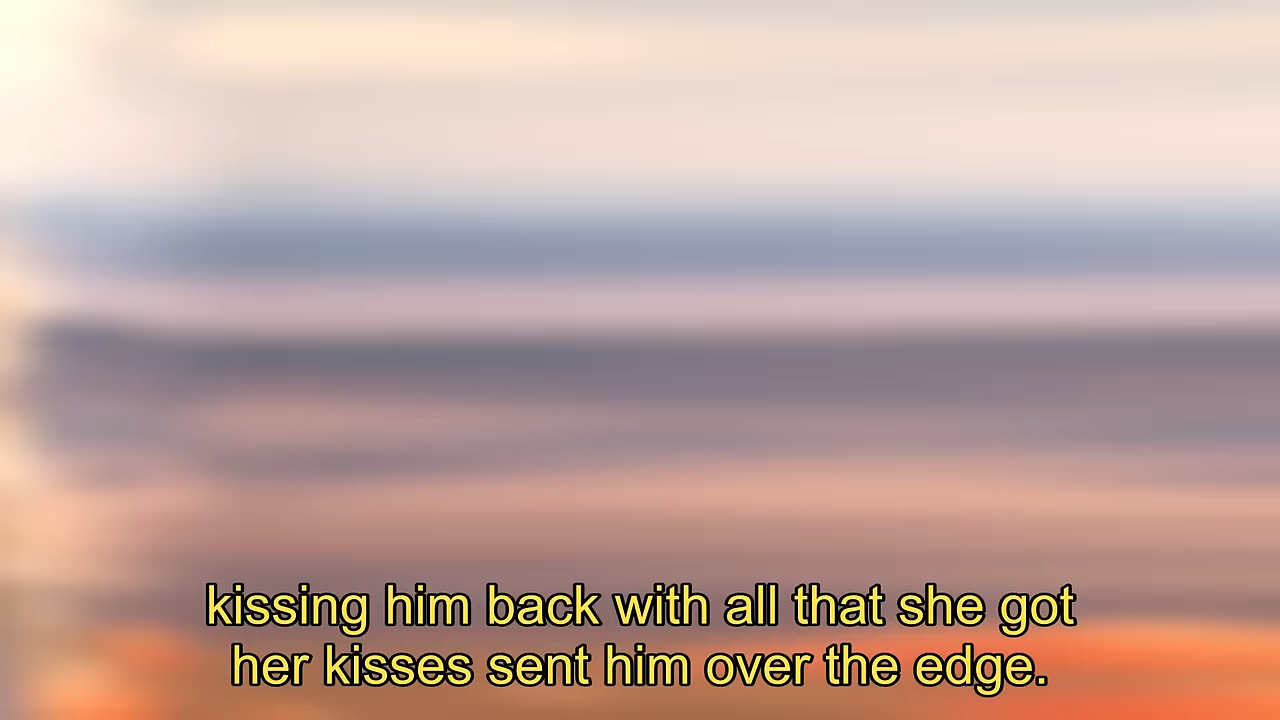 kissing him back with all that she got
her kisses sent him over the edge.